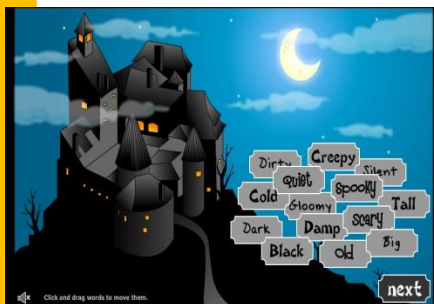 Creepy
Dirty
Silent
Quiet
Spooky
Cold
Gloomy
Tall
Scary
Dark
Damp
Big
Black
Old
next
Click and drag words to move them.